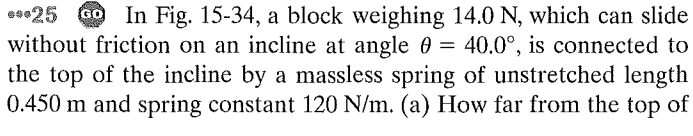 •••25 GO In Fig. 15-34, a block weighing 14.0 N, which can slide
without friction on an incline at angle θ = 40.0°, is connected to
the top of the incline by a massless spring of unstretched length
0.450 m and spring constant 120 N/m. (a) How far from the top of